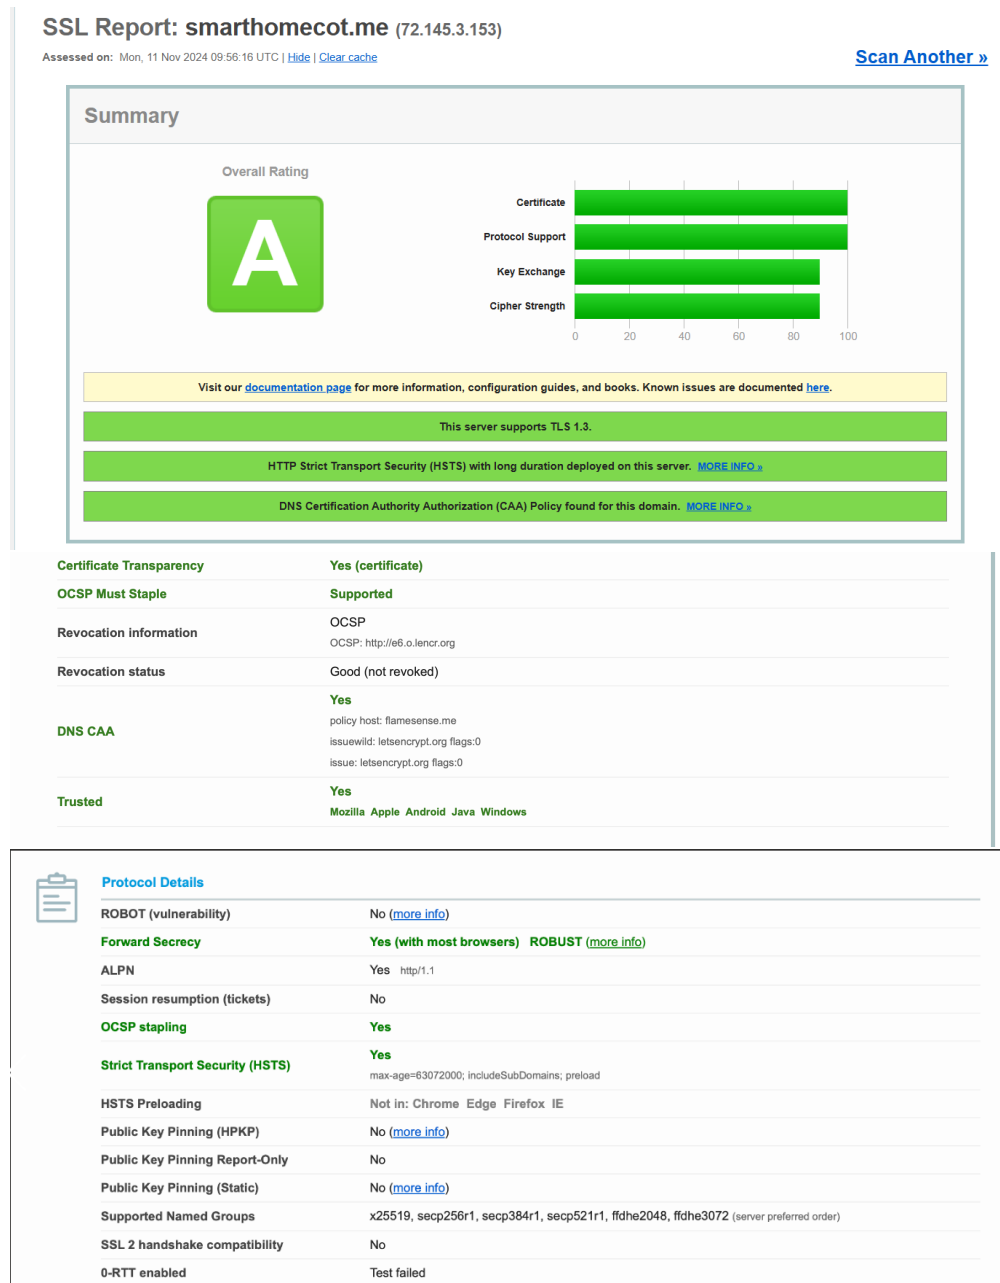 SSL Report: smarthomecot.me (72.145.3.153)
Assessed on: Mon, 11 Nov 2024 09:56:16 UTC | Hide | Clear cache
Scan Another »
Summary
Overall Rating
A
Certificate
Protocol Support
Key Exchange
Cipher Strength
0 20 40 60 80 100
Visit our documentation page for more information, configuration guides, and books. Known issues are documented here.
This server supports TLS 1.3.
HTTP Strict Transport Security (HSTS) with long duration deployed on this server. MORE INFO »
DNS Certification Authority Authorization (CAA) Policy found for this domain. MORE INFO »
Certificate Transparency Yes (certificate)
OCSP Must Staple Supported
Revocation information OCSP
OCSP: http://e6.o.lencr.org
Revocation status Good (not revoked)
DNS CAA Yes
policy host: flamesense.me
issuewild: letsencrypt.org flags:0
issue: letsencrypt.org flags:0
Trusted Yes
Mozilla Apple Android Java Windows
Protocol Details
ROBOT (vulnerability) No (more info)
Forward Secrecy Yes (with most browsers) ROBUST (more info)
ALPN Yes http/1.1
Session resumption (tickets) No
OCSP stapling Yes
Strict Transport Security (HSTS) Yes
max-age=63072000; includeSubDomains; preload
HSTS Preloading Not in: Chrome Edge Firefox IE
Public Key Pinning (HPKP) No (more info)
Public Key Pinning Report-Only No
Public Key Pinning (Static) No (more info)
Supported Named Groups x25519, secp256r1, secp384r1, secp521r1, ffdhe2048, ffdhe3072 (server preferred order)
SSL 2 handshake compatibility No
0-RTT enabled Test failed